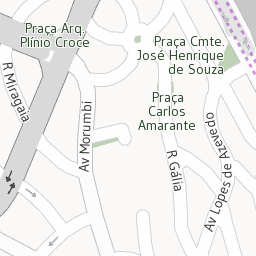 Praça Arq.
Plínio Croce
Praça Cmte.
José Henrique
de Souza
R Miragaia
Praça
Carlos
Amarante
Av Morumbi
R Gália
Av Lopes de Azevedo